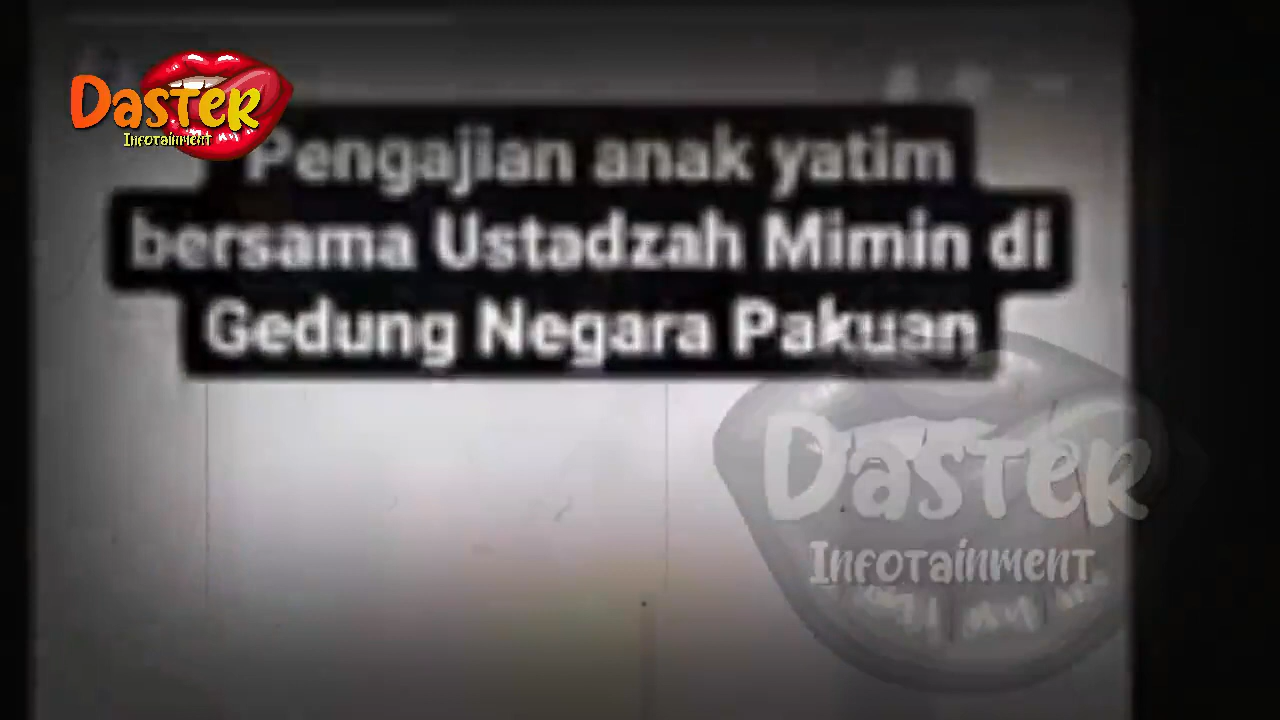 DASTER
INFOTAINMENT
Pengajian anak yatim
bersama Ustadzah Mimin di
Gedung Negara Pakuan
DASTER
INFOTAINMENT